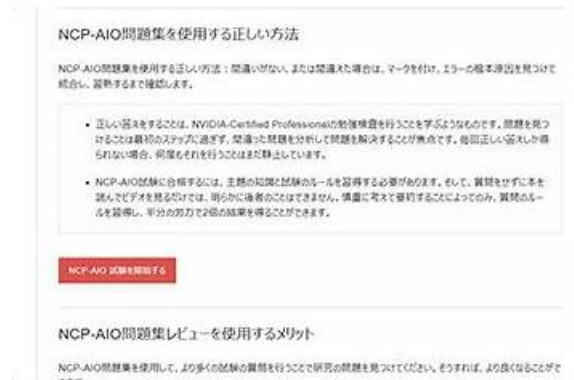 NCP-AIO問題集を使用する正しい方法
NCP-AIO問題集を使用する正しい方法：間違いがない、または間違えた場合は、マークを付け、エラーの根本原因を見つけて
統合し、習熟するまで確認します。
正しい答えをすることは、NVIDIA-Certified Professionalの勉強検査を行うことを学ぶようなものです。問題を見つ
けることは最初のステップに過ぎず、間違った問題を分析して問題を解決することが焦点です。毎回正しい答えしか得
られない場合、何度もそれを行うことはまだ静止しています。
NCP-AIO試験に合格するには、主題の知識と試験のルールを習得する必要があります。そして、質問をせずに本を
読んでビデオを見るだけでは、明らかに後者のことはできません。慎重に考えて要約することによってのみ、質問のルー
ルを習得し、半分の労力で2倍の結果を得ることができます。
NCP-AIO 試験を開始する
NCP-AIO問題集レビューを使用するメリット
NCP-AIO問題集を使用して、より多くの試験の質問を行うことで研究の問題を見つけてください。そうすれば、より良くなることがで